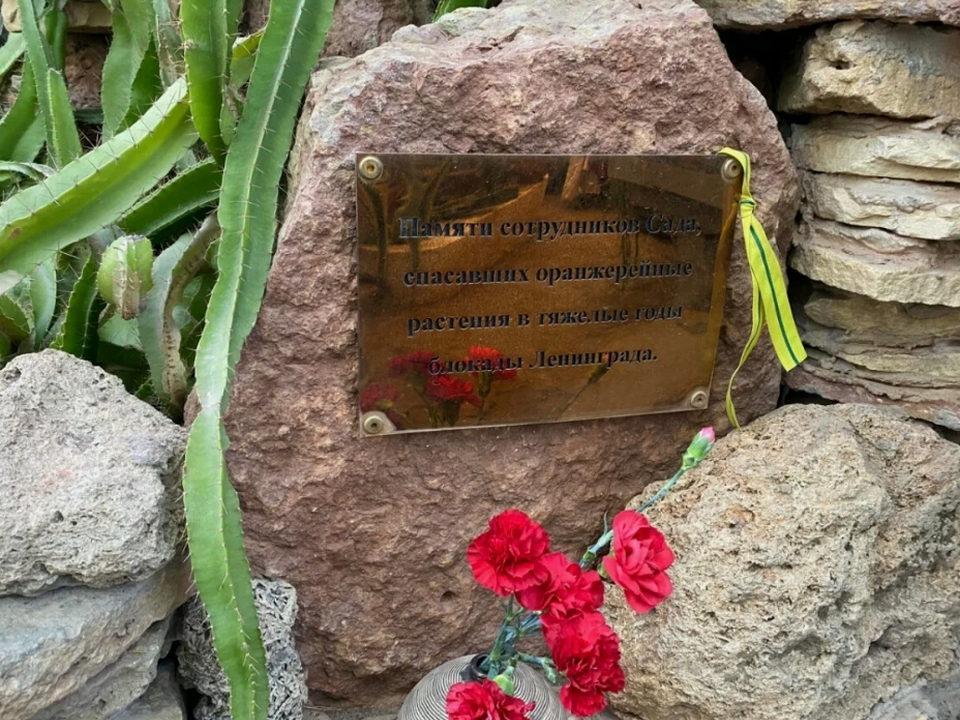 Памяти сотрудников Сада,
спасавших оранжерейные
растения в тяжелые годы
блокады Ленинграда.